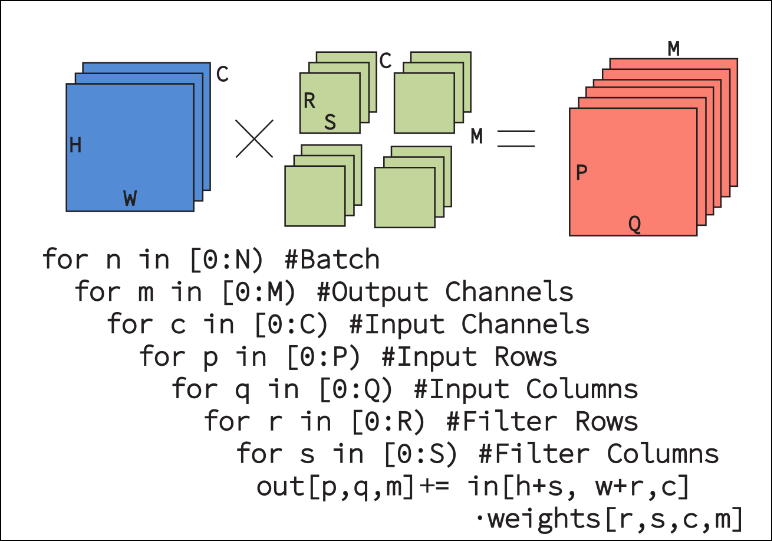 M
C
C
R
S
H
M
P
W
Q
for n in [0:N) #Batch
for m in [0:M) #Output Channels
for c in [0:C) #Input Channels
for p in [0:P) #Input Rows
for q in [0:Q) #Input Columns
for r in [0:R) #Filter Rows
for s in [0:S) #Filter Columns
out[p,q,m]+= in[h+s, w+r,c]
·weights[r,s,c,m]